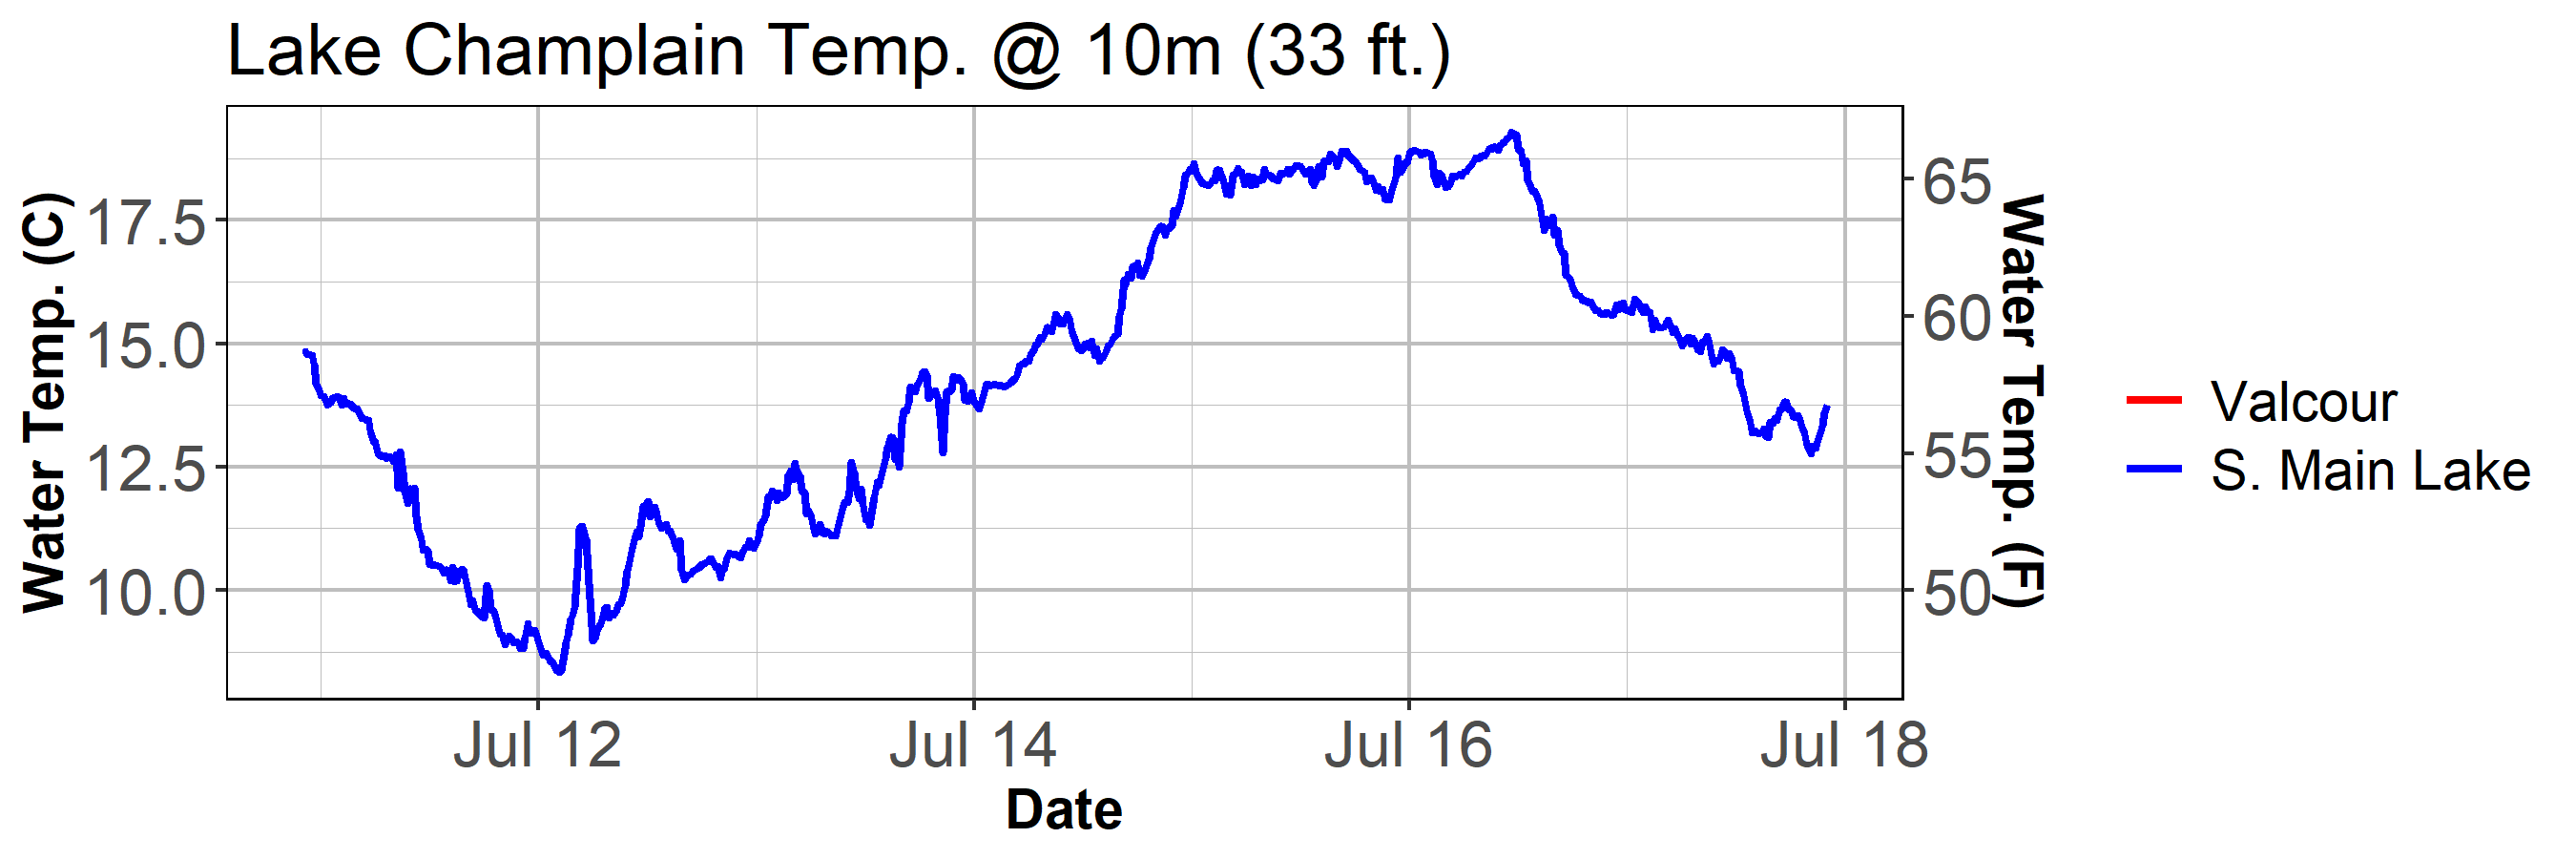 Lake Champlain Temp. @ 10m (33 ft.)
Water Temp. (C)
17.5
15.0
12.5
10.0
65
60
55
50
Water Temp. (F)
Jul 12
Jul 14
Jul 16
Jul 18
Date
Valcour
S. Main Lake